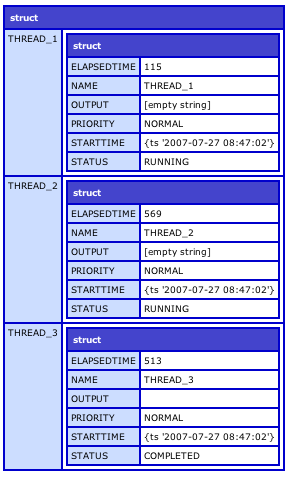 struct
THREAD_1
struct
ELAPSEDTIME 115
NAME THREAD_1
OUTPUT [empty string]
PRIORITY NORMAL
STARTTIME {ts '2007-07-27 08:47:02'}
STATUS RUNNING
THREAD_2
struct
ELAPSEDTIME 569
NAME THREAD_2
OUTPUT [empty string]
PRIORITY NORMAL
STARTTIME {ts '2007-07-27 08:47:02'}
STATUS RUNNING
THREAD_3
struct
ELAPSEDTIME 513
NAME THREAD_3
OUTPUT
PRIORITY NORMAL
STARTTIME {ts '2007-07-27 08:47:02'}
STATUS COMPLETED